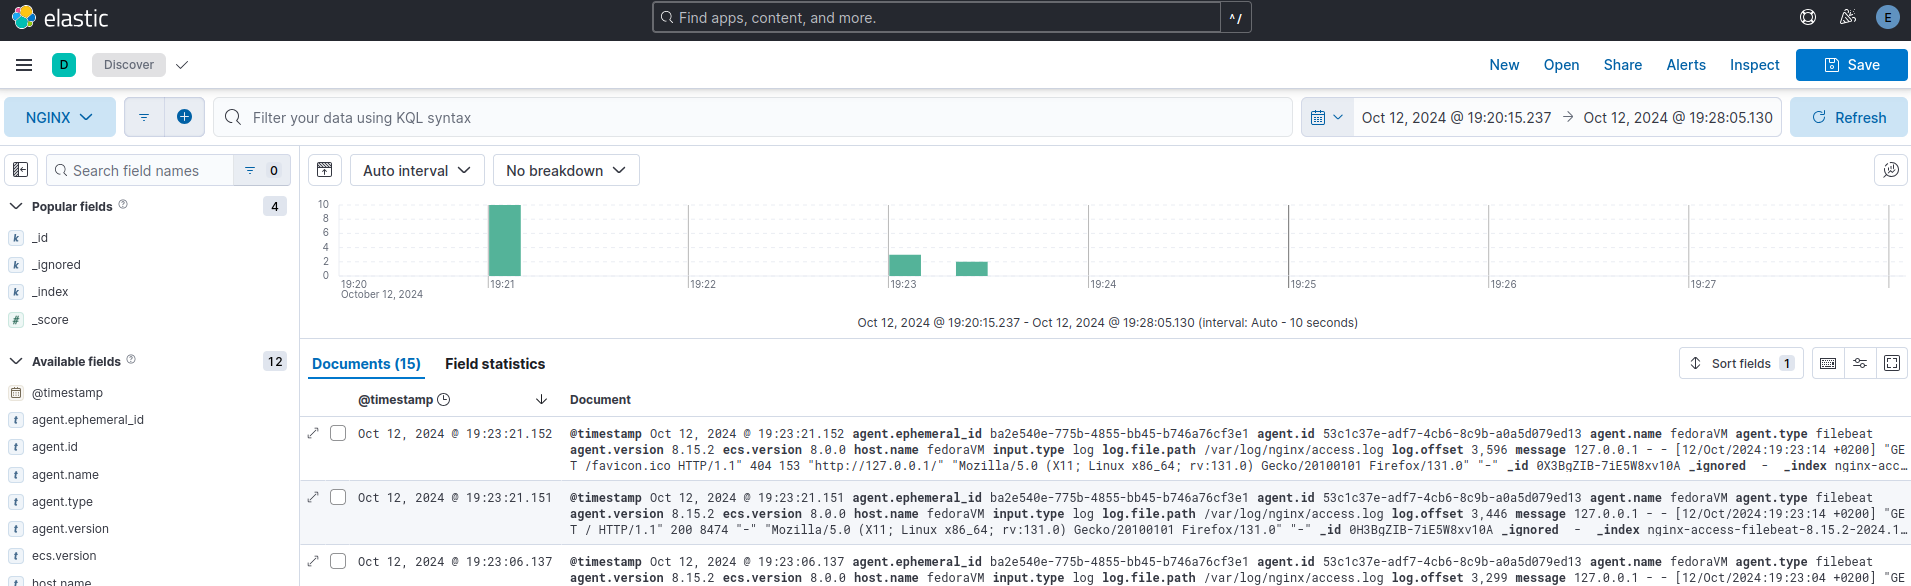 elastic
Find apps, content, and more.
^/
E
D
Discover
New
Open
Share
Alerts
Inspect
Save
NGINX
Filter your data using KQL syntax
Oct 12, 2024 @ 19:20:15.237 → Oct 12, 2024 @ 19:28:05.130
Refresh
Search field names
0
Auto interval
No breakdown
Popular fields
4
k _id
k _ignored
k _index
# _score
Available fields
12
@timestamp
t agent.ephemeral_id
t agent.id
t agent.name
t agent.type
t agent.version
t ecs.version
t host.name
10
8
6
4
2
0
19:20
October 12, 2024
19:21
19:22
19:23
19:24
19:25
19:26
19:27
Oct 12, 2024 @ 19:20:15.237 - Oct 12, 2024 @ 19:28:05.130 (interval: Auto - 10 seconds)
Documents (15)
Field statistics
Sort fields 1
@timestamp
Document
Oct 12, 2024 @ 19:23:21.152
@timestamp Oct 12, 2024 @ 19:23:21.152 agent.ephemeral_id ba2e540e-775b-4855-bb45-b746a76cf3e1 agent.id 53c1c37e-adf7-4cb6-8c9b-a0a5d079ed13 agent.name fedoraVM agent.type filebeat
agent.version 8.15.2 ecs.version 8.0.0 host.name fedoraVM input.type log log.file.path /var/log/nginx/access.log log.offset 3,596 message 127.0.0.1 - - [12/Oct/2024:19:23:14 +0200] "GE
T /favicon.ico HTTP/1.1" 404 153 "http://127.0.0.1/" "Mozilla/5.0 (X11; Linux x86_64; rv:131.0) Gecko/20100101 Firefox/131.0" "-" _id 0X3BgZIB-7iE5W8xv10A _ignored - _index nginx-acc…
Oct 12, 2024 @ 19:23:21.151
@timestamp Oct 12, 2024 @ 19:23:21.151 agent.ephemeral_id ba2e540e-775b-4855-bb45-b746a76cf3e1 agent.id 53c1c37e-adf7-4cb6-8c9b-a0a5d079ed13 agent.name fedoraVM agent.type filebeat
agent.version 8.15.2 ecs.version 8.0.0 host.name fedoraVM input.type log log.file.path /var/log/nginx/access.log log.offset 3,446 message 127.0.0.1 - - [12/Oct/2024:19:23:14 +0200] "GE
T / HTTP/1.1" 200 8474 "-" "Mozilla/5.0 (X11; Linux x86_64; rv:131.0) Gecko/20100101 Firefox/131.0" "-" _id 0H3BgZIB-7iE5W8xv10A _ignored - _index nginx-access-filebeat-8.15.2-2024.1…
Oct 12, 2024 @ 19:23:06.137
@timestamp Oct 12, 2024 @ 19:23:06.137 agent.ephemeral_id ba2e540e-775b-4855-bb45-b746a76cf3e1 agent.id 53c1c37e-adf7-4cb6-8c9b-a0a5d079ed13 agent.name fedoraVM agent.type filebeat
agent.version 8.15.2 ecs.version 8.0.0 host.name fedoraVM input.type log log.file.path /var/log/nginx/access.log log.offset 3,299 message 127.0.0.1 - - [12/Oct/2024:19:23:04 +0200] "GE